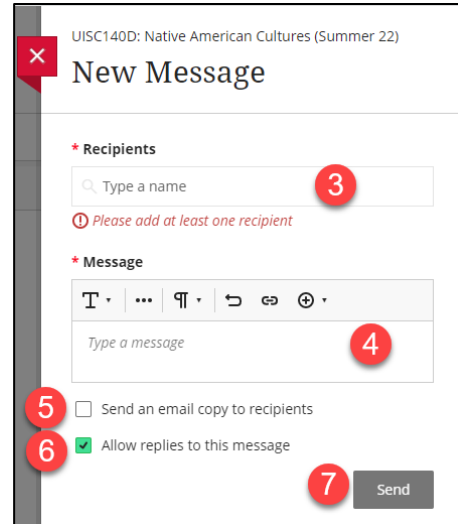 UISC140D: Native American Cultures (Summer 22)
New Message
* Recipients
Type a name
3
Please add at least one recipient
* Message
T
¶
Type a message
4
5
Send an email copy to recipients
6
Allow replies to this message
7
Send